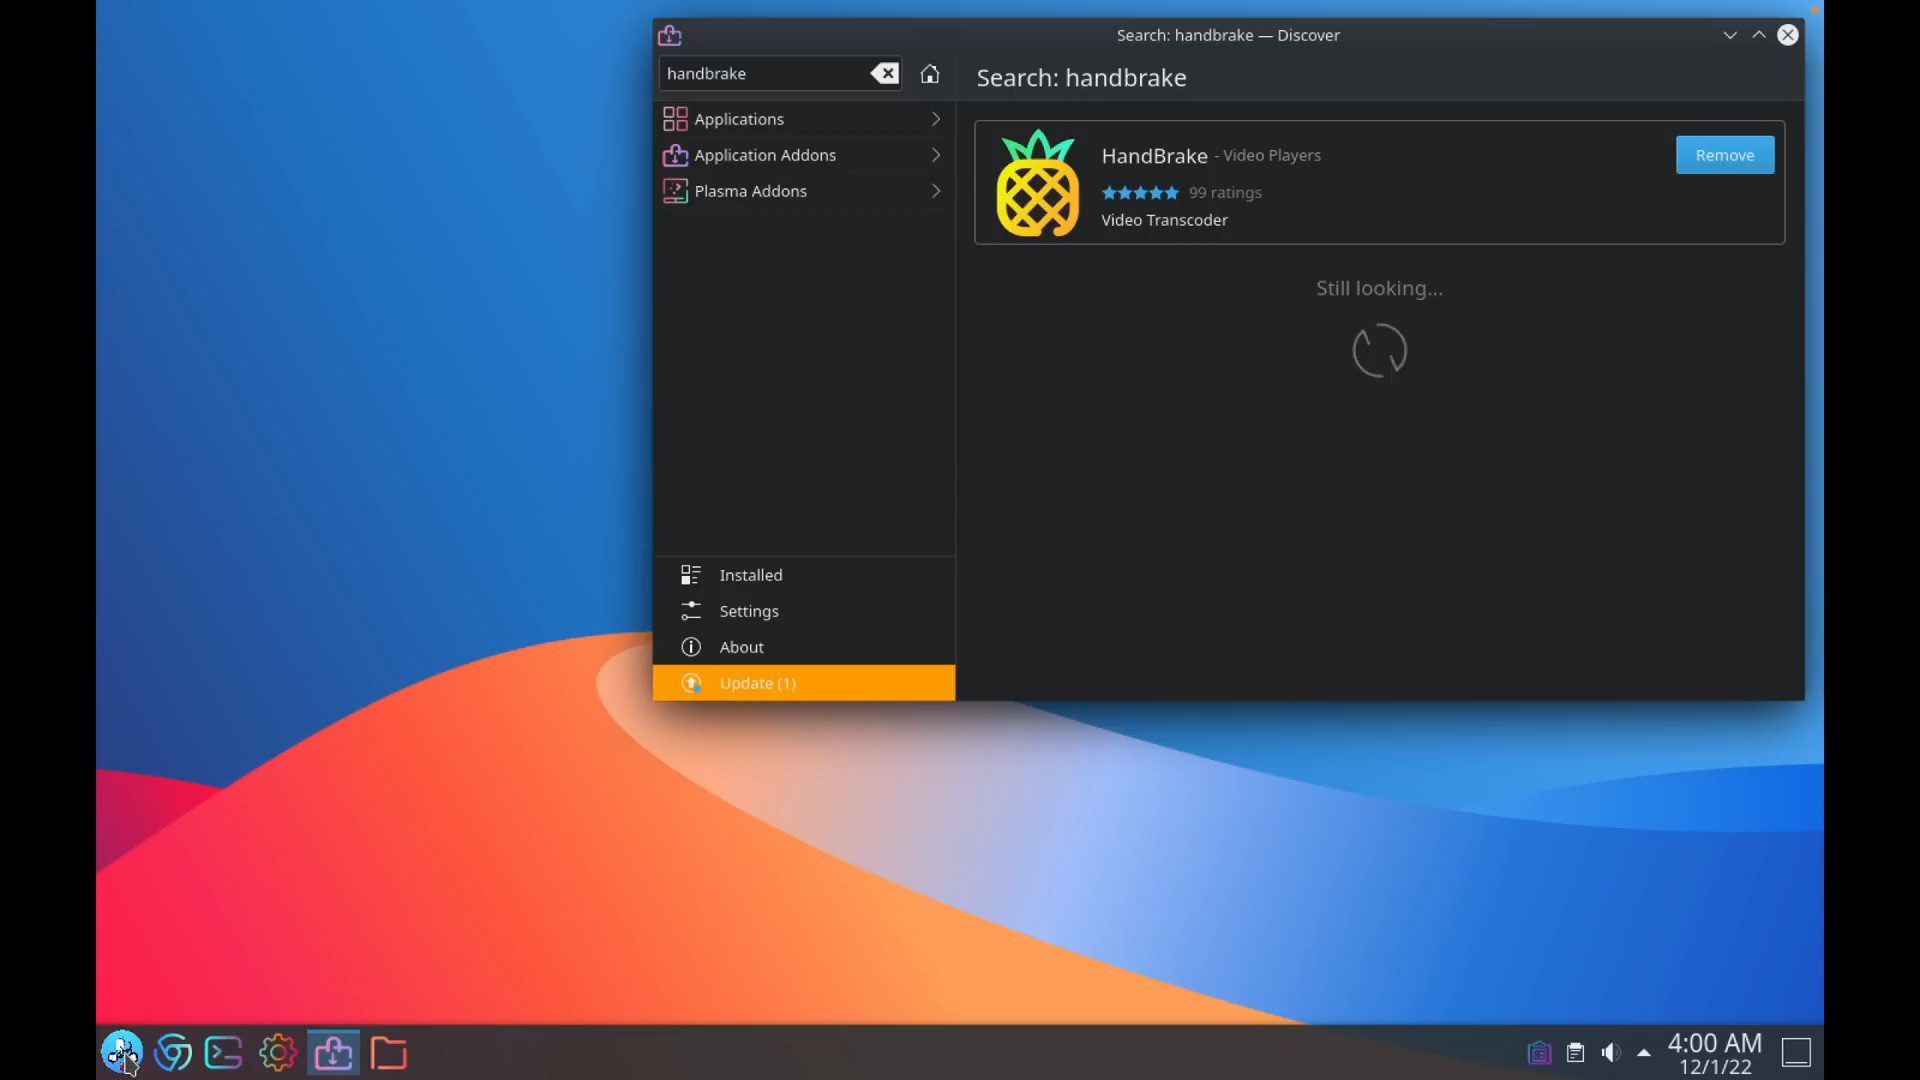 Search: handbrake — Discover
handbrake
Search: handbrake
Applications
Application Addons
Plasma Addons
HandBrake - Video Players
Remove
99 ratings
Video Transcoder
Still looking...
Installed
Settings
About
Update (1)
4:00 AM
12/1/22